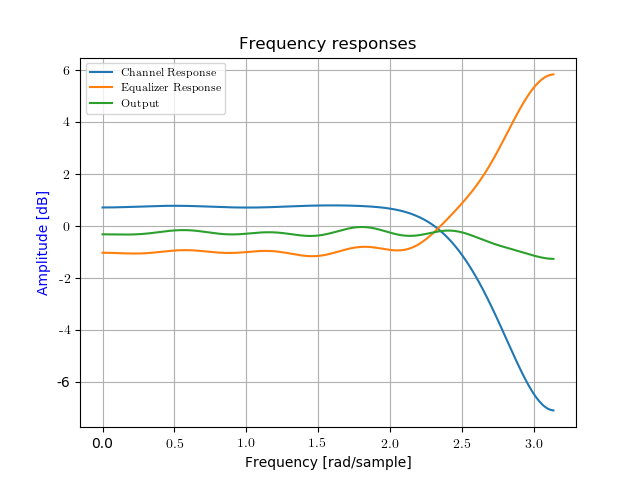 Frequency responses
Channel Response
Equalizer Response
Output
6
4
2
0
-2
-4
-6
Amplitude [dB]
0.0 0.5 1.0 1.5 2.0 2.5 3.0
Frequency [rad/sample]